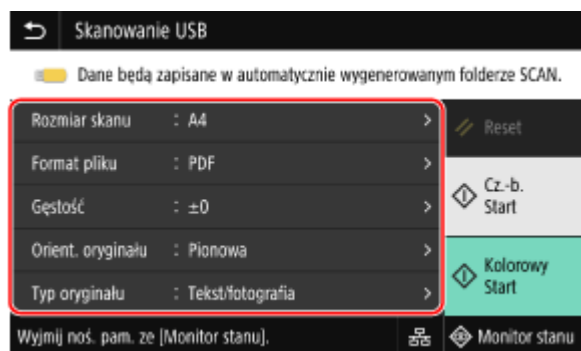 Skanowanie USB
Dane będą zapisane w automatycznie wygenerowanym folderze SCAN.
Rozmiar skanu : A4
Format pliku : PDF
Gęstość : ±0
Orient. oryginału : Pionowa
Typ oryginału : Tekst/fotografia
Reset
Cz.-b.
Start
Kolorowy
Start
Wyjmij noś. pam. ze [Monitor stanu].
Monitor stanu